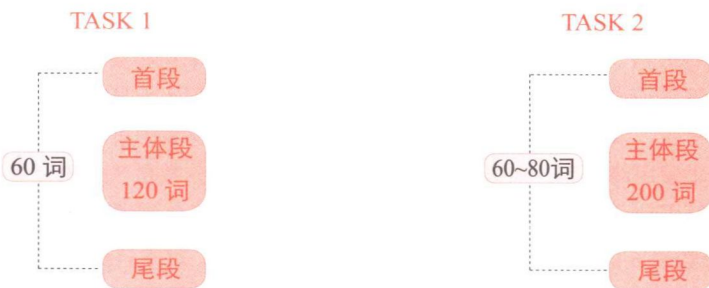 TASK 1
首段
60 词
主体段
120 词
尾段
TASK 2
首段
60~80词
主体段
200 词
尾段